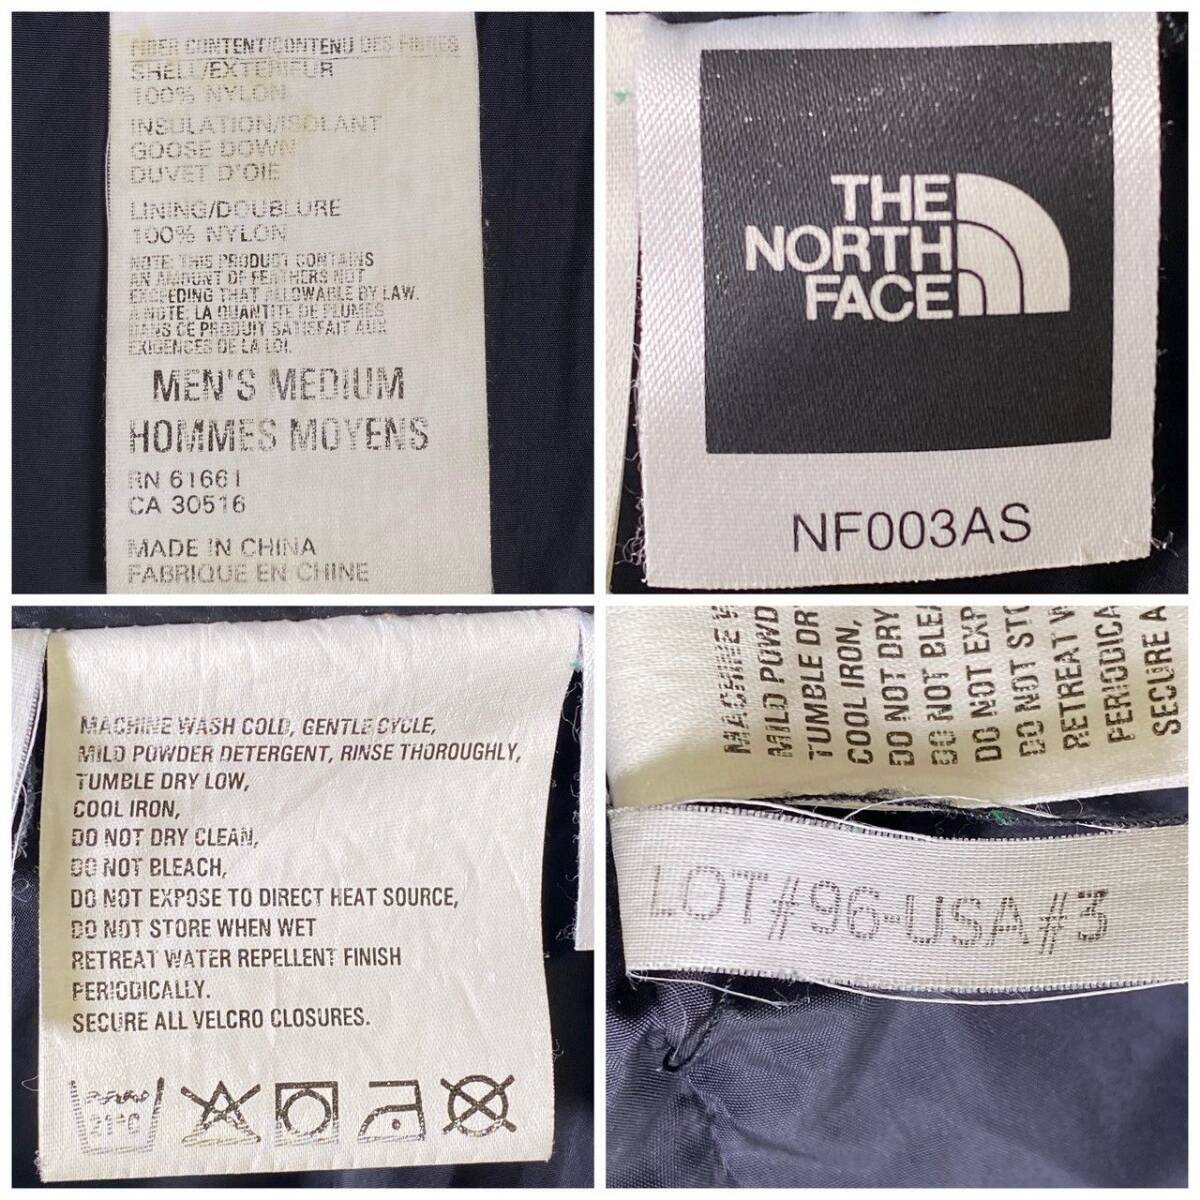 FIBER CONTENT/CONTENU DES FIBRES
SHELL/EXTERIEUR
100% NYLON
INSULATION/ISOLANT
GOOSE DOWN
DUVET D'OIE
LINING/DOUBLURE
100% NYLON
NOTE: THIS PRODUCT CONTAINS
AN AMOUNT OF FEATHERS NOT
EXCEEDING THAT ALLOWABLE BY LAW.
A NOTE: LA QUANTITE DE PLUMES
DANS CE PRODUIT SATISFAIT AUX
EXIGENCES DE LA LOI.
MEN'S MEDIUM
HOMMES MOYENS
RN 61661
CA 30516
MADE IN CHINA
FABRIQUE EN CHINE
THE
NORTH
FACE
NF003AS
MACHINE WASH COLD, GENTLE CYCLE,
MILD POWDER DETERGENT, RINSE THOROUGHLY,
TUMBLE DRY LOW,
COOL IRON,
DO NOT DRY CLEAN,
DO NOT BLEACH,
DO NOT EXPOSE TO DIRECT HEAT SOURCE,
DO NOT STORE WHEN WET
RETREAT WATER REPELLENT FINISH
PERIODICALLY.
SECURE ALL VELCRO CLOSURES.
21°C
MACHINE W
MILD POWD
TUMBLE DR
COOL IRON,
DO NOT DRY
DO NOT BLEA
DO NOT EXP
DO NOT STO
RETREAT W
PERIODICA
SECURE A
LOT#96-USA#3